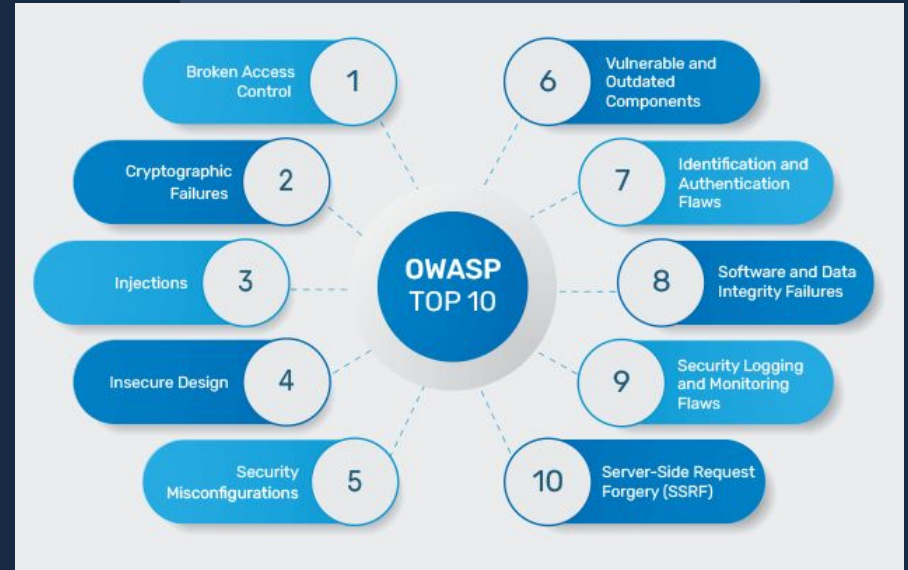 Broken Access
Control
1
Cryptographic
Failures
2
Injections
3
Insecure Design
4
Security
Misconfigurations
5
OWASP
TOP 10
6
Vulnerable and
Outdated
Components
7
Identification and
Authentication
Flaws
8
Software and Data
Integrity Failures
9
Security Logging
and Monitoring
Flaws
10
Server-Side Request
Forgery (SSRF)